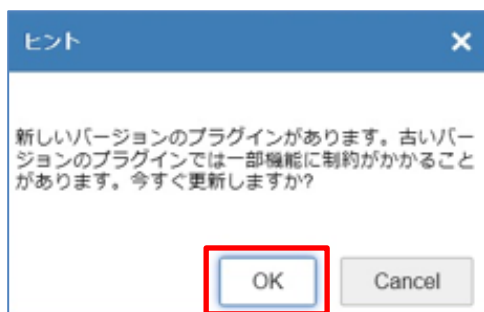 ヒント
新しいバージョンのプラグインがあります。古いバー
ジョンのプラグインでは一部機能に制約がかかること
があります。今すぐ更新しますか?
OK
Cancel